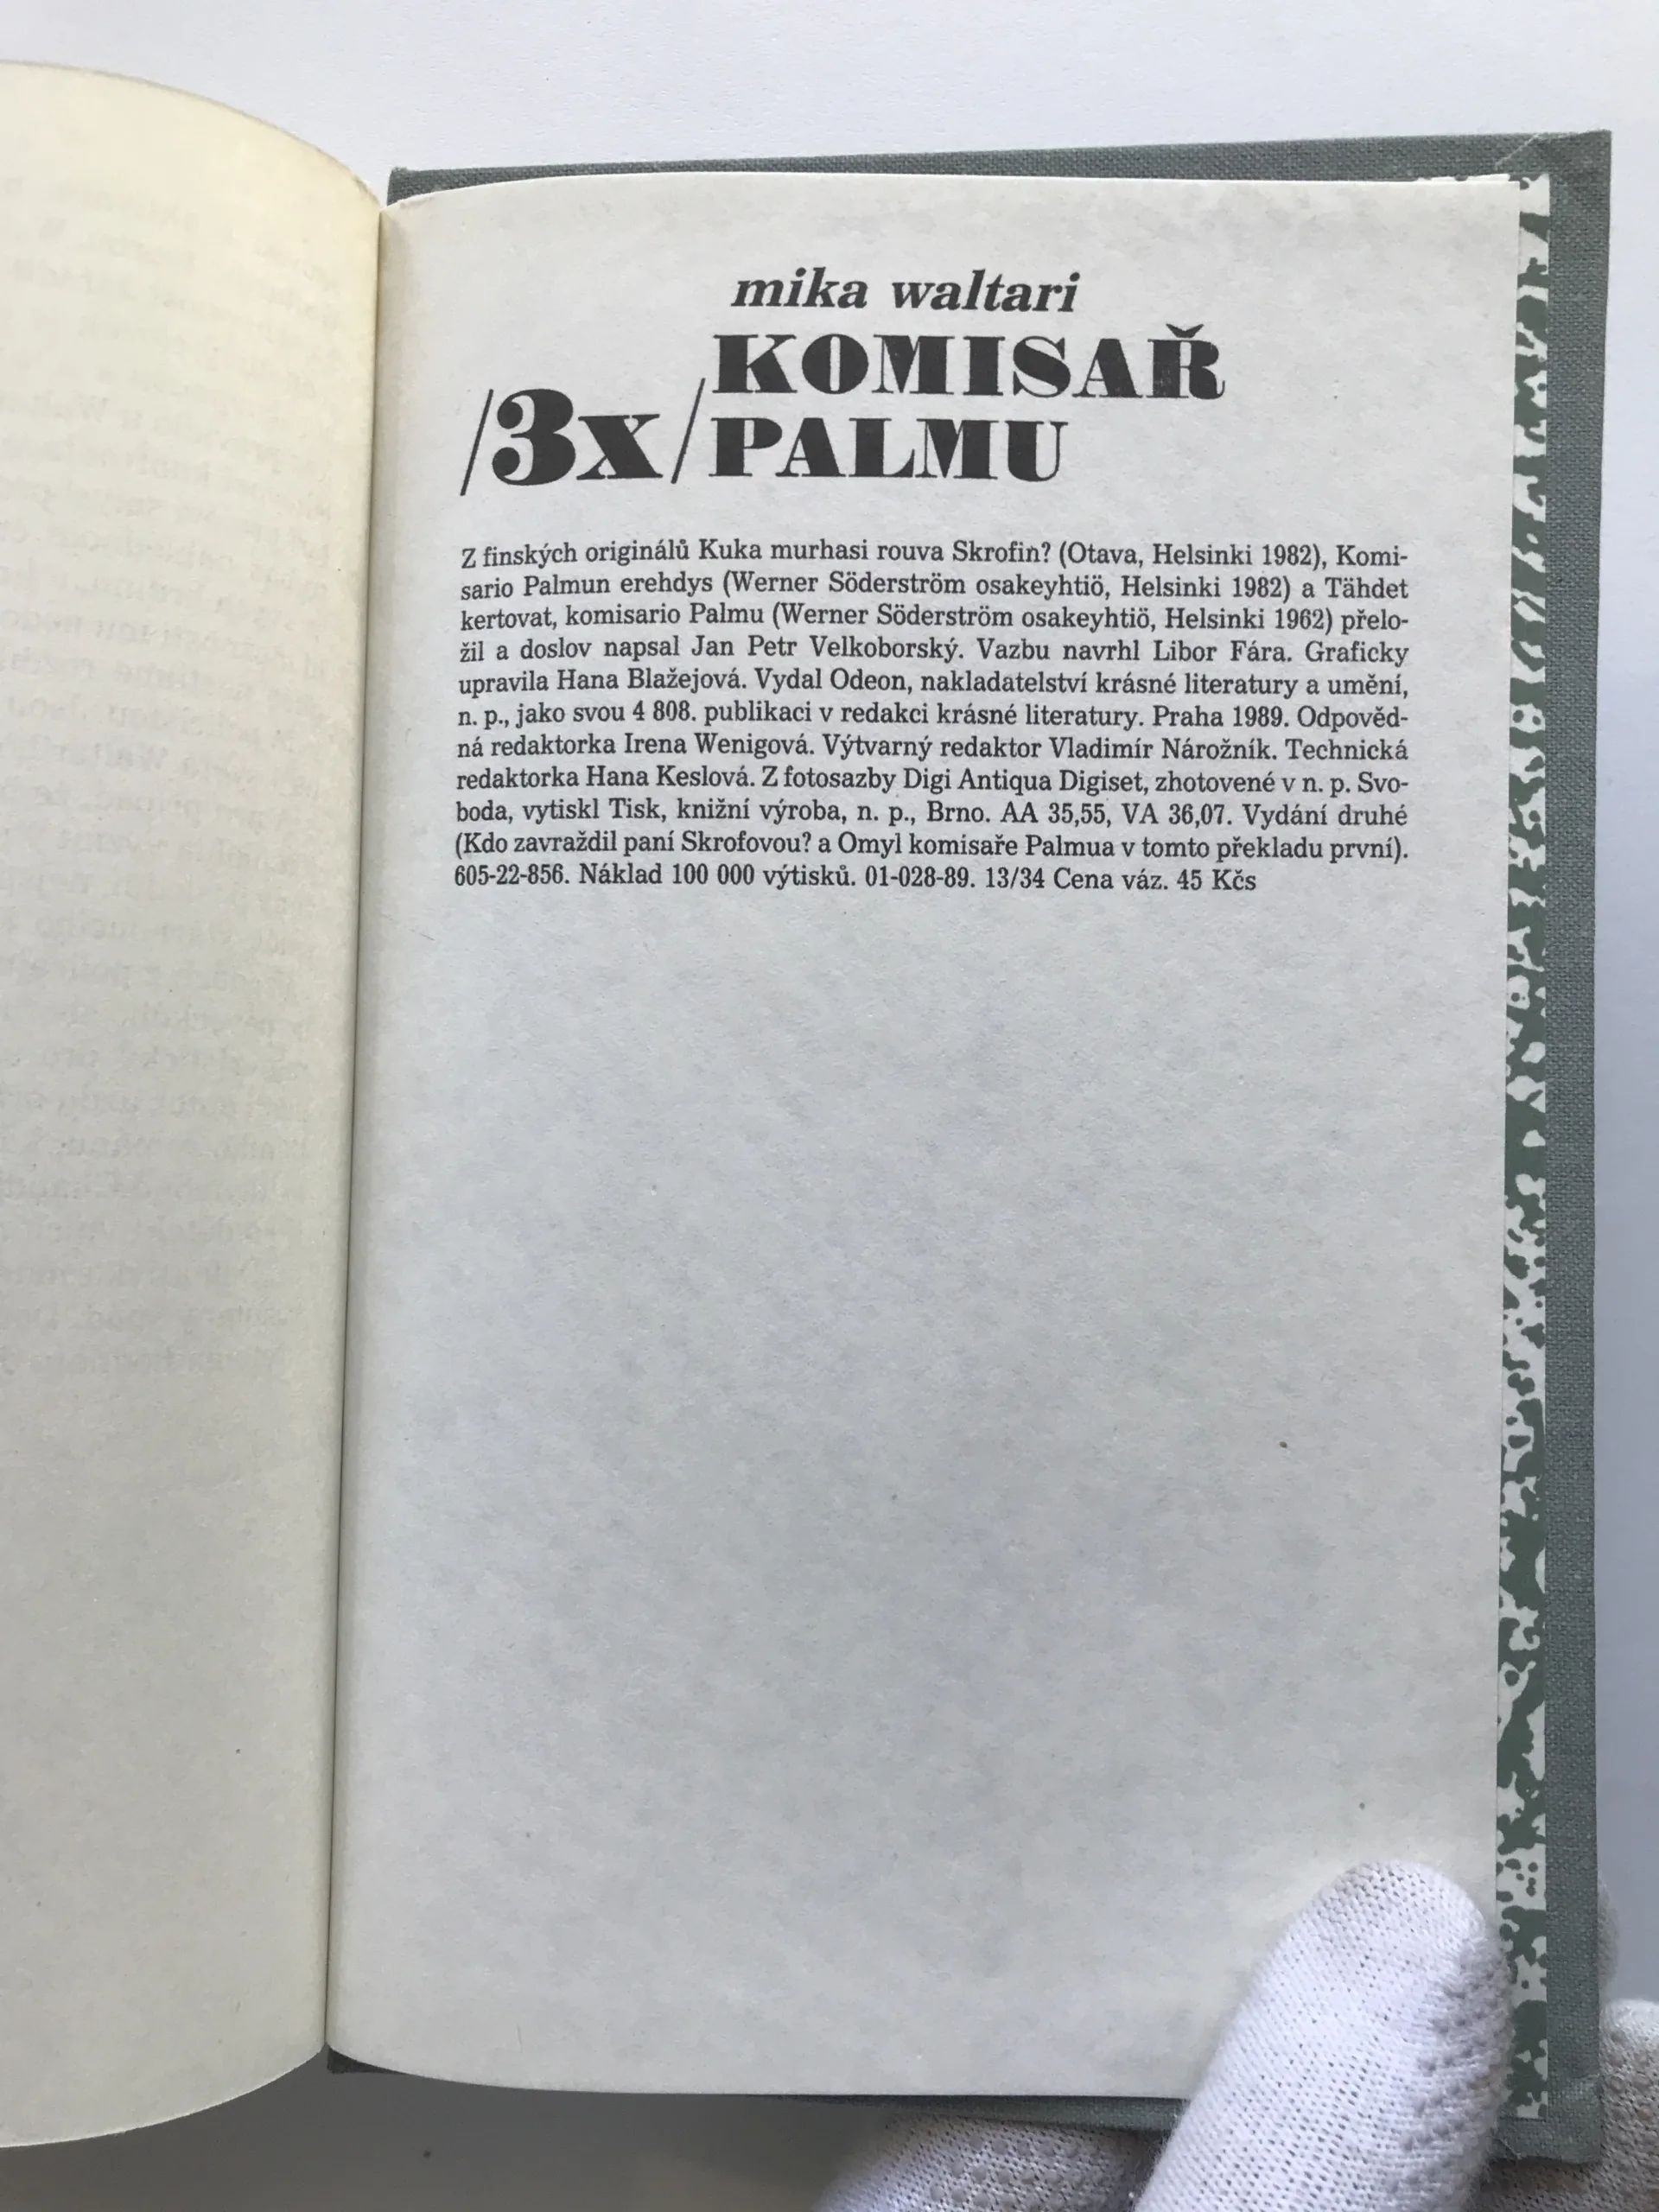 mika waltari
/3x/ KOMISAŘ
PALMU
Z finských originálů Kuka murhasi rouva Skrofin? (Otava, Helsinki 1982), Komi-
sario Palmun erehdys (Werner Söderström osakeyhtiö, Helsinki 1982) a Tähdet
kertovat, komisario Palmu (Werner Söderström osakeyhtiö, Helsinki 1962) přelo-
žil a doslov napsal Jan Petr Velkoborský. Vazbu navrhl Libor Fára. Graficky
upravila Hana Blažejová. Vydal Odeon, nakladatelství krásné literatury a umění,
n. p., jako svou 4 808. publikaci v redakci krásné literatury. Praha 1989. Odpověd-
ná redaktorka Irena Wenigová. Výtvarný redaktor Vladimír Nárožník. Technická
redaktorka Hana Keslová. Z fotosazby Digi Antiqua Digiset, zhotovené v n. p. Svo-
boda, vytiskl Tisk, knižní výroba, n. p., Brno. AA 35,55, VA 36,07. Vydání druhé
(Kdo zavraždil paní Skrofovou? a Omyl komisaře Palmua v tomto překladu první).
605-22-856. Náklad 100 000 výtisků. 01-028-89. 13/34 Cena váz. 45 Kčs